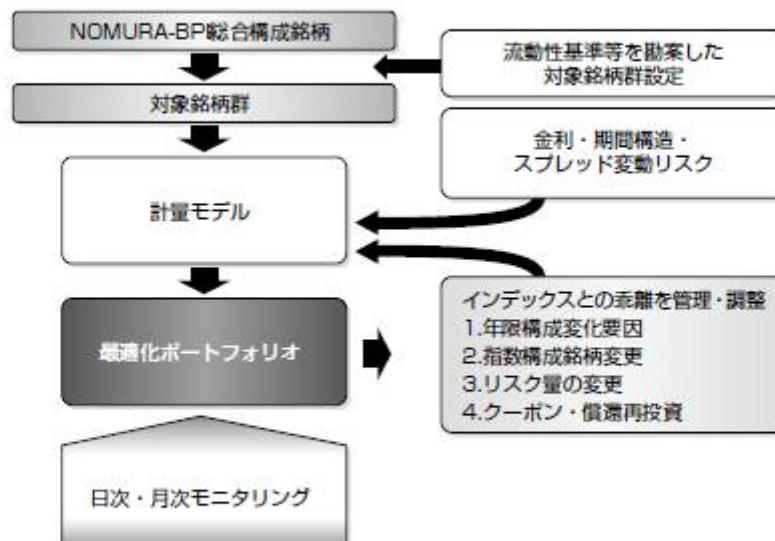 NOMURA-BPI総合構成銘柄
流動性基準等を勘案した
対象銘柄群設定
対象銘柄群
金利・期間構造・
スプレッド変動リスク
計量モデル
インデックスとの乖離を管理・調整
1.年限構成変化要因
2.指数構成銘柄変更
3.リスク量の変更
4.クーポン・償還再投資
最適化ポートフォリオ
日次・月次モニタリング